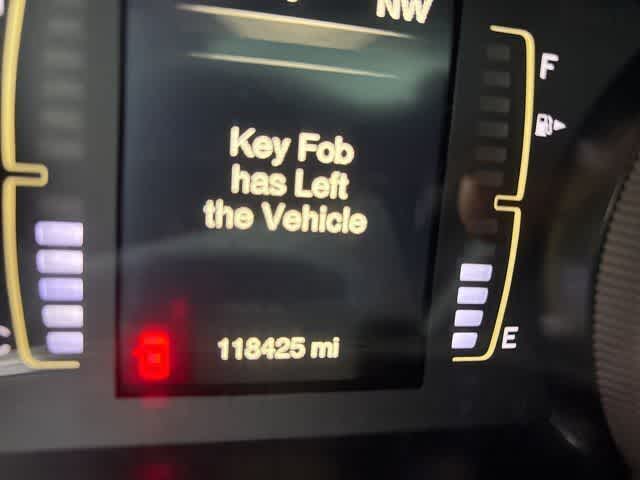 NW
F
Key Fob
has Left
the Vehicle
E
C
118425 mi